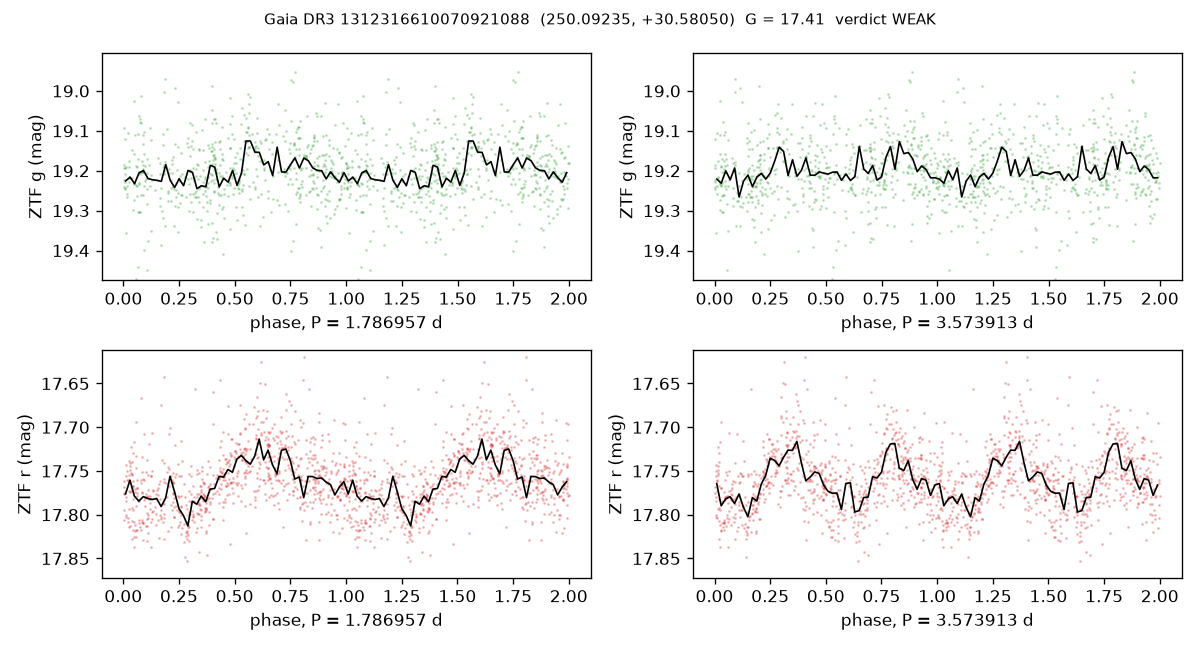 Gaia DR3 1312316610070921088  (250.09235, +30.58050)  G = 17.41  verdict WEAK
ZTF g (mag)
19.0
19.1
19.2
19.3
19.4
0.00 0.25 0.50 0.75 1.00 1.25 1.50 1.75 2.00
phase, P = 1.786957 d
ZTF g (mag)
19.0
19.1
19.2
19.3
19.4
0.00 0.25 0.50 0.75 1.00 1.25 1.50 1.75 2.00
phase, P = 3.573913 d
ZTF r (mag)
17.65
17.70
17.75
17.80
17.85
0.00 0.25 0.50 0.75 1.00 1.25 1.50 1.75 2.00
phase, P = 1.786957 d
ZTF r (mag)
17.65
17.70
17.75
17.80
17.85
0.00 0.25 0.50 0.75 1.00 1.25 1.50 1.75 2.00
phase, P = 3.573913 d